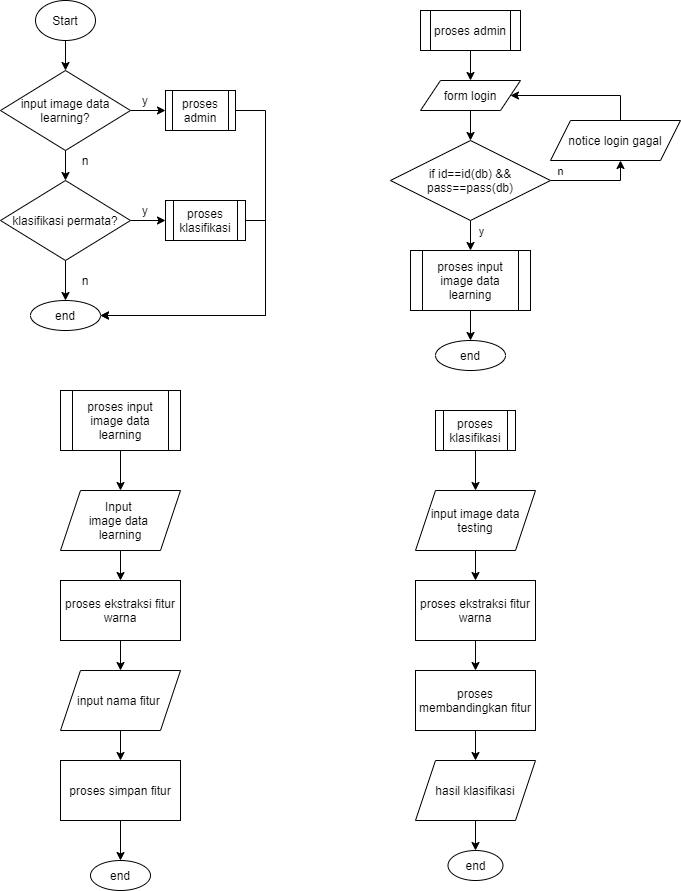 Start
input image data
learning?
y
proses
admin
n
klasifikasi permata?
y
proses
klasifikasi
n
end
proses admin
form login
notice login gagal
if id==id(db) &&
pass==pass(db)
n
y
proses input
image data
learning
end
proses input
image data
learning
Input
image data
learning
proses ekstraksi fitur
warna
input nama fitur
proses simpan fitur
end
proses
klasifikasi
input image data
testing
proses ekstraksi fitur
warna
proses
membandingkan fitur
hasil klasifikasi
end